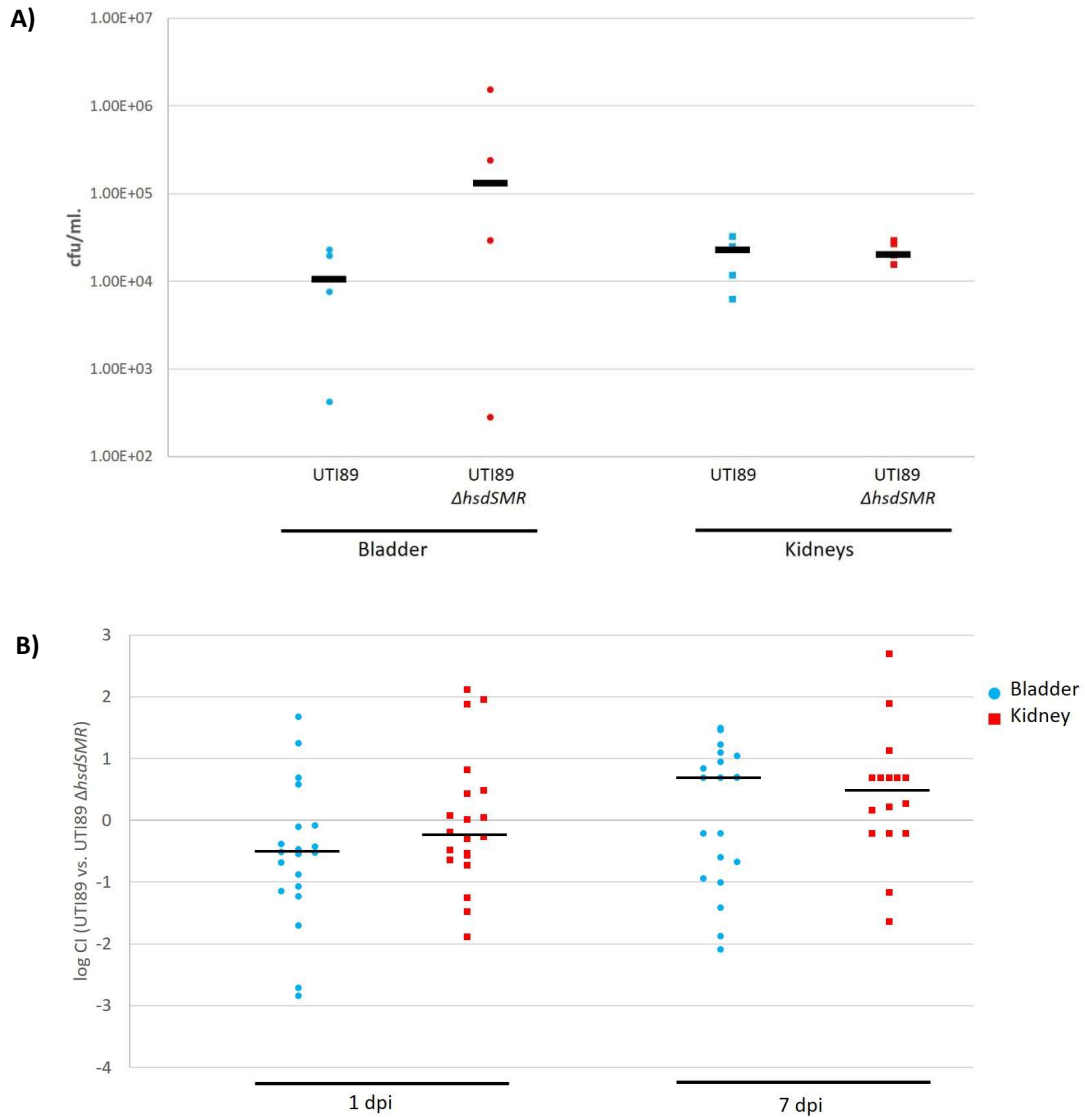 A)
1.00E+07
1.00E+06
1.00E+05
1.00E+04
1.00E+03
1.00E+02
cfu/ml.
UTI89
UTI89
ΔhsdSMR
UTI89
UTI89
ΔhsdSMR
Bladder
Kidneys
B)
3
2
1
0
-1
-2
-3
-4
log CI (UTI89 vs. UTI89 ΔhsdSMR)
Bladder
Kidney
1 dpi
7 dpi